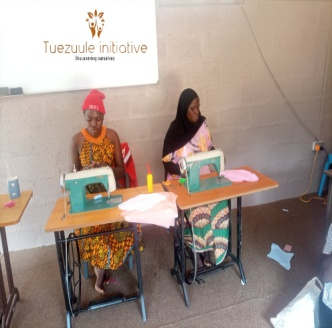 Tuezuule initiative
Discovering ourselves